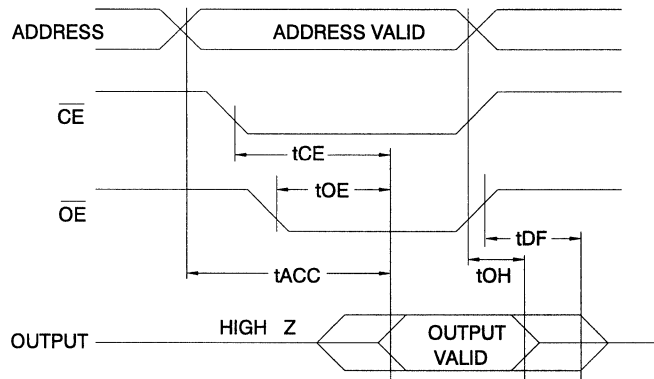 ADDRESS
ADDRESS VALID
CE
tCE
tOE
OE
tDF
tACC
tOH
HIGH Z
OUTPUT
OUTPUT
VALID